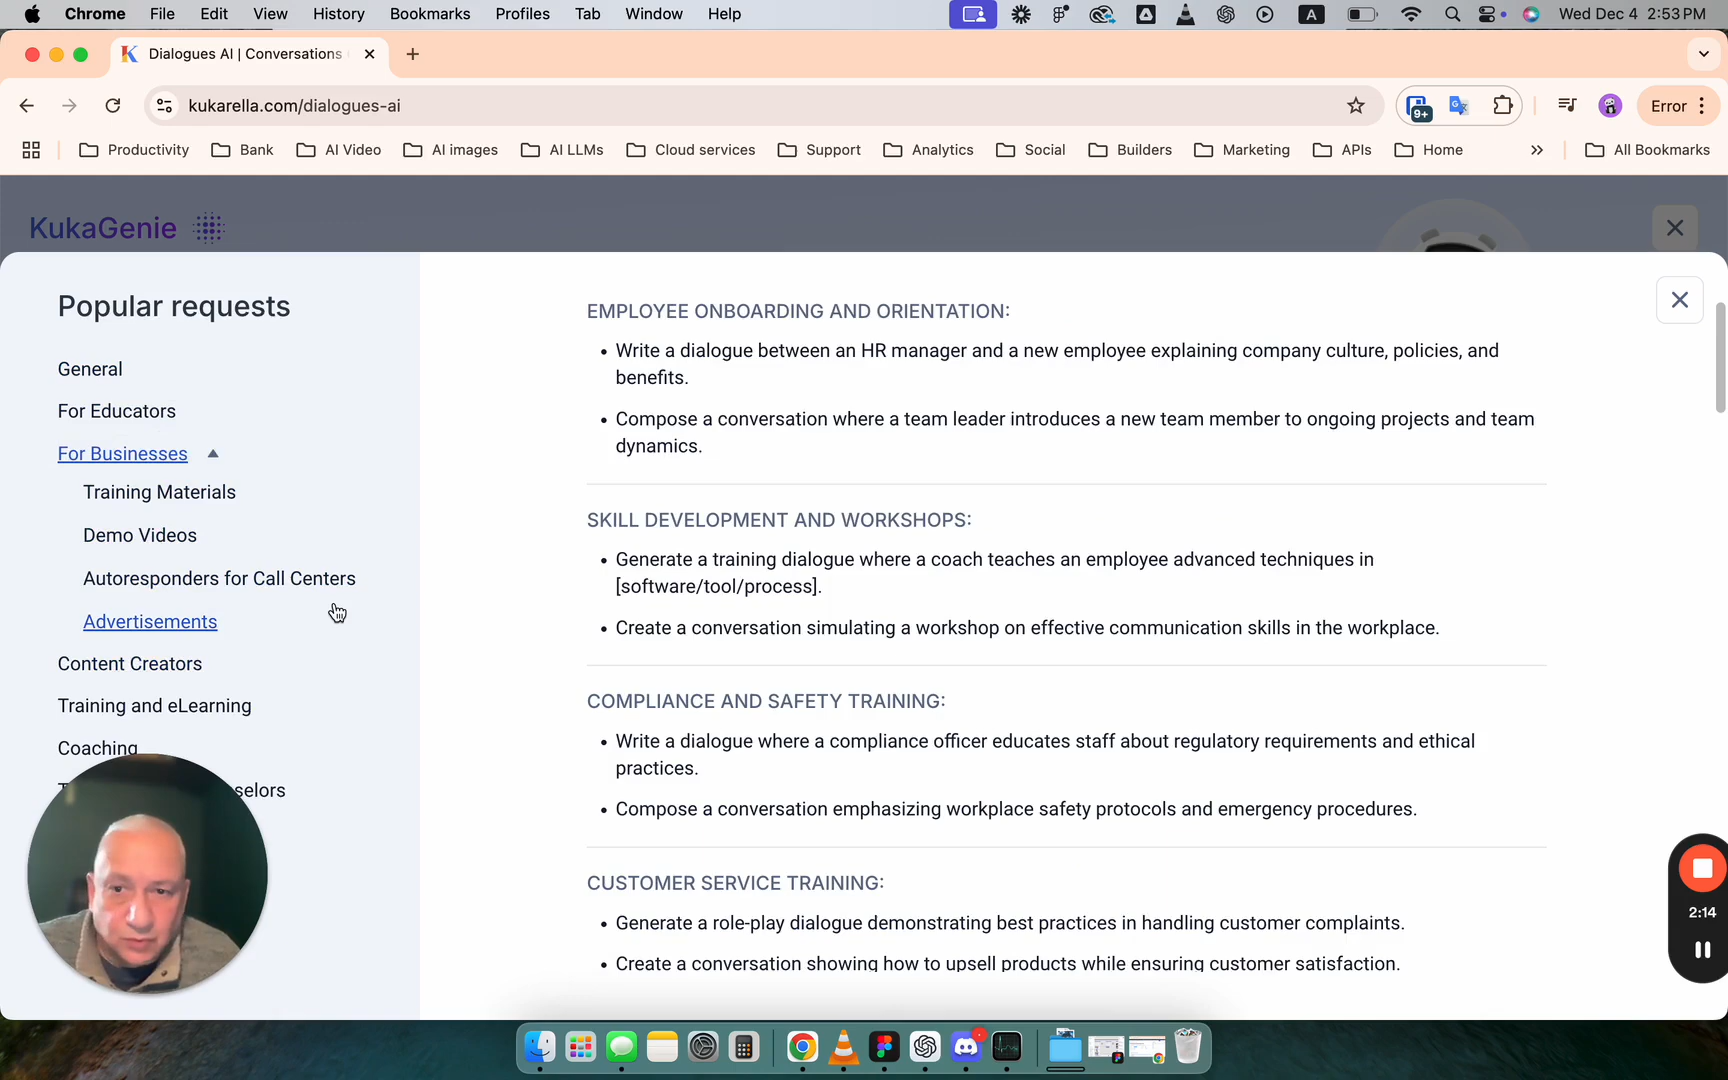 Chrome File Edit View History Bookmarks Profiles Tab Window Help A Wed Dec 4 2:53 PM
Dialogues AI | Conversations
kukarella.com/dialogues-ai 9+ Error
Productivity Bank AI Video AI images AI LLMs Cloud services Support Analytics Social Builders Marketing APIs Home » All Bookmarks
KukaGenie
Popular requests
General
For Educators
For Businesses
Training Materials
Demo Videos
Autoresponders for Call Centers
Advertisements
Content Creators
Training and eLearning
Coaching
selors
EMPLOYEE ONBOARDING AND ORIENTATION:
• Write a dialogue between an HR manager and a new employee explaining company culture, policies, and
benefits.
• Compose a conversation where a team leader introduces a new team member to ongoing projects and team
dynamics.
SKILL DEVELOPMENT AND WORKSHOPS:
• Generate a training dialogue where a coach teaches an employee advanced techniques in
[software/tool/process].
• Create a conversation simulating a workshop on effective communication skills in the workplace.
COMPLIANCE AND SAFETY TRAINING:
• Write a dialogue where a compliance officer educates staff about regulatory requirements and ethical
practices.
• Compose a conversation emphasizing workplace safety protocols and emergency procedures.
CUSTOMER SERVICE TRAINING:
• Generate a role-play dialogue demonstrating best practices in handling customer complaints.
• Create a conversation showing how to upsell products while ensuring customer satisfaction.
2:14